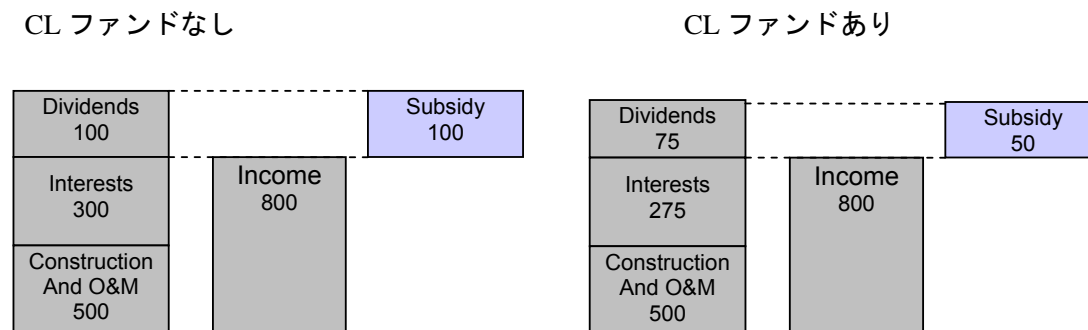 CL ファンドなし
Dividends
100
Subsidy
100
Interests
300
Income
800
Construction
And O&M
500
CL ファンドあり
Dividends
75
Subsidy
50
Interests
275
Income
800
Construction
And O&M
500